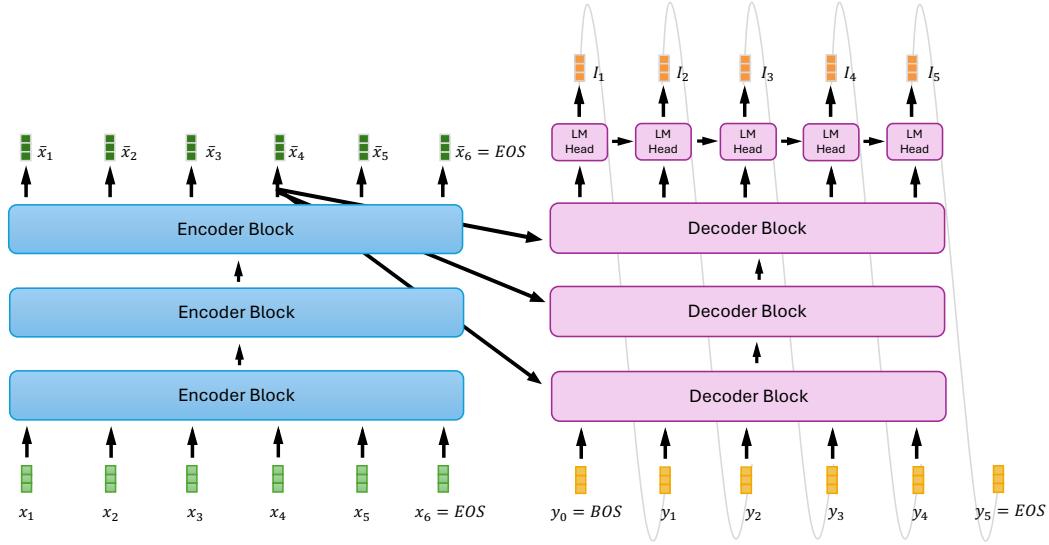 I₁ I₂ I₃ I₄ I₅
LM Head LM Head LM Head LM Head LM Head
x̄₁ x̄₂ x̄₃ x̄₄ x̄₅ x̄₆ = EOS
Encoder Block
Decoder Block
Encoder Block
Decoder Block
Encoder Block
Decoder Block
x₁ x₂ x₃ x₄ x₅ x₆ = EOS
y₀ = BOS y₁ y₂ y₃ y₄ y₅ = EOS